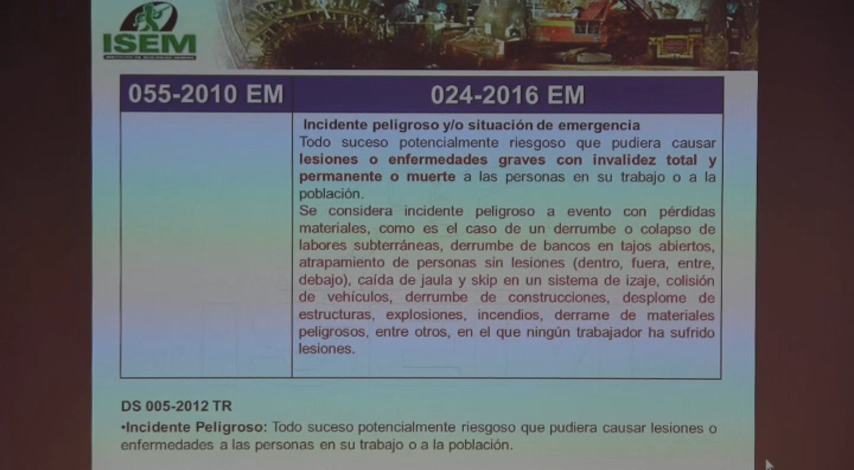 ISEM
055-2010 EM
024-2016 EM
Incidente peligroso y/o situación de emergencia
Todo suceso potencialmente riesgoso que pudiera causar
lesiones o enfermedades graves con invalidez total y
permanente o muerte a las personas en su trabajo o a la
población.
Se considera incidente peligroso a evento con pérdidas
materiales, como es el caso de un derrumbe o colapso de
labores subterráneas, derrumbe de bancos en tajos abiertos,
atrapamiento de personas sin lesiones (dentro, fuera, entre,
debajo), caída de jaula y skip en un sistema de izaje, colisión
de vehículos, derrumbe de construcciones, desplome de
estructuras, explosiones, incendios, derrame de materiales
peligrosos, entre otros, en el que ningún trabajador ha sufrido
lesiones.
DS 005-2012 TR
•Incidente Peligroso: Todo suceso potencialmente riesgoso que pudiera causar lesiones o
enfermedades a las personas en su trabajo o a la población.